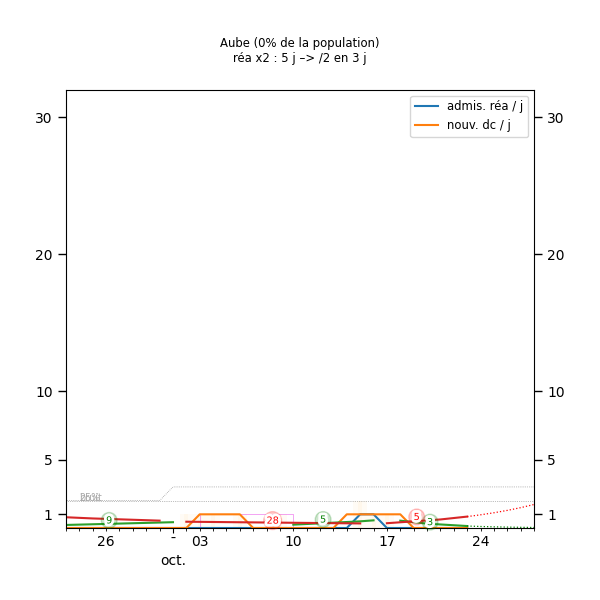 Aube (0% de la population)
réa x2 : 5 j –> /2 en 3 j
admis. réa / j
nouv. dc / j
30 30
20 20
10 10
5 5
1 1
9 28 5 5 3
26 - 03 10 17 24
oct.